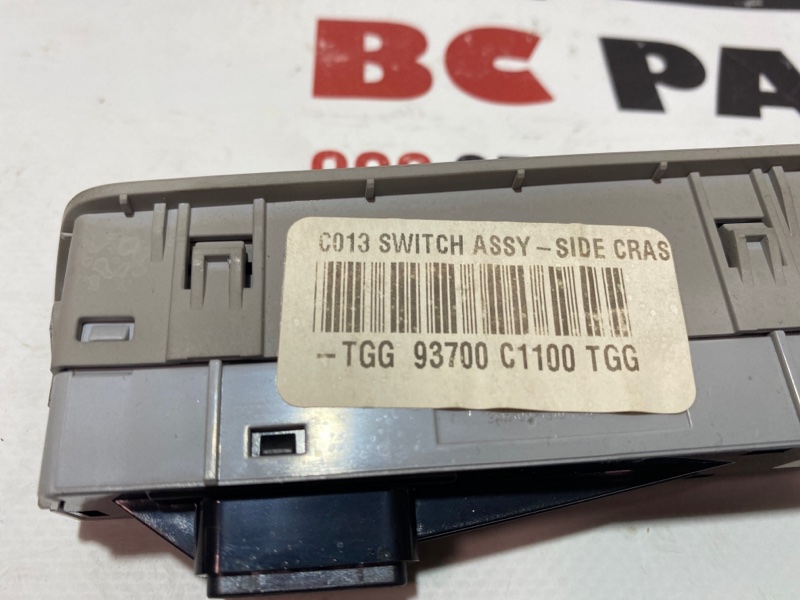 BC PA
C013 SWITCH ASSY-SIDE CRAS
-TGG 93700 C1100 TGG